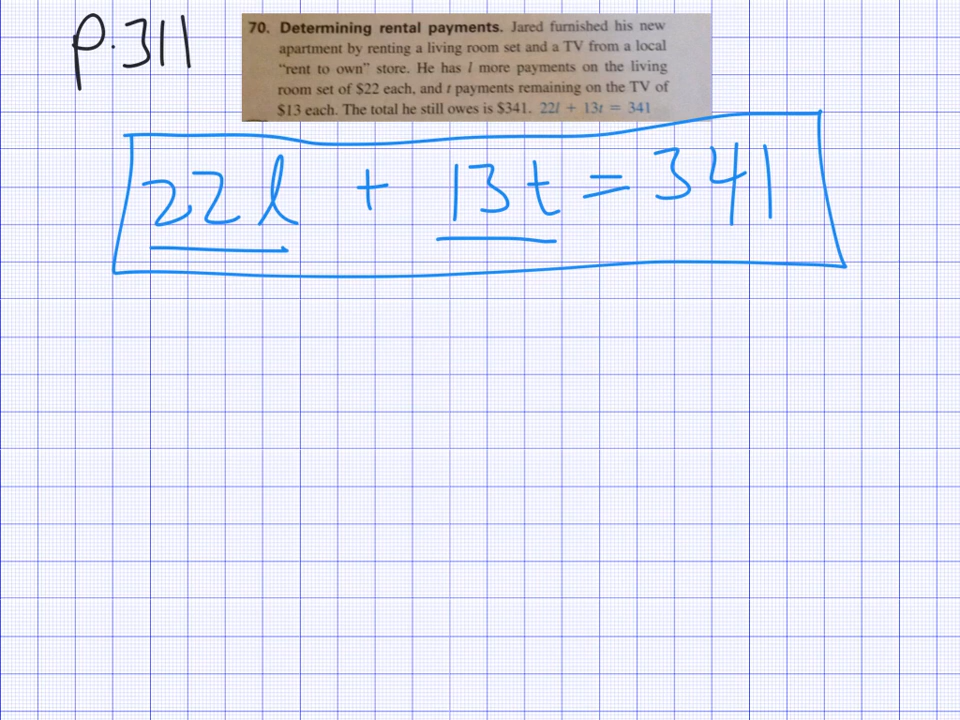 p.311
70. Determining rental payments. Jared furnished his new
apartment by renting a living room set and a TV from a local
“rent to own” store. He has l more payments on the living
room set of $22 each, and t payments remaining on the TV of
$13 each. The total he still owes is $341. 22l + 13t = 341
22l + 13t = 341